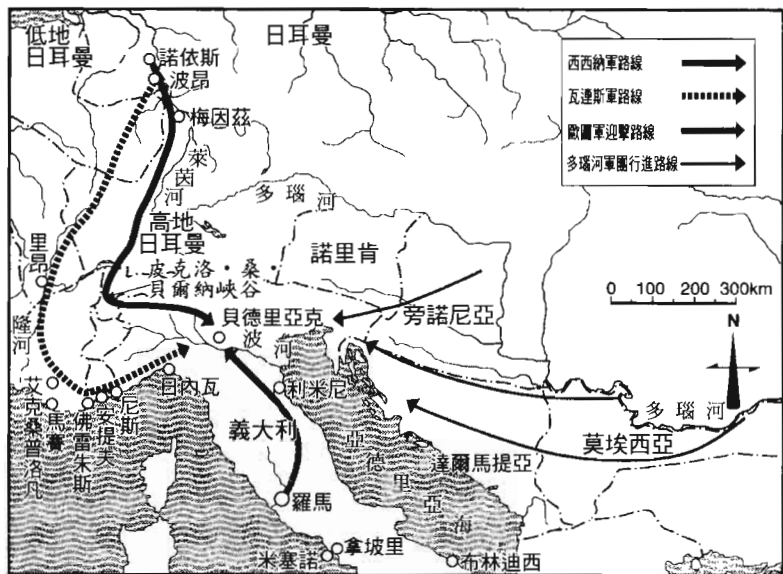 低地
日耳曼
日耳曼
諾依斯
波昂
梅因茲
萊茵河
多瑙河
高地
日耳曼
諾里肯
里昂
皮克洛・桑・
貝爾納峽谷
貝德里亞克
旁諾尼亞
隆河
波河
日內瓦
利米尼
艾克桑普洛凡
馬賽
佛雷朱斯
安提夫
尼斯
義大利
亞德里亞海
達爾馬提亞
莫埃西亞
多瑙河
羅馬
米塞諾
拿坡里
布林迪西
西西納軍路線
瓦連斯軍路線
歐圖軍迎擊路線
多瑙河軍團行進路線
0 100 200 300km
N